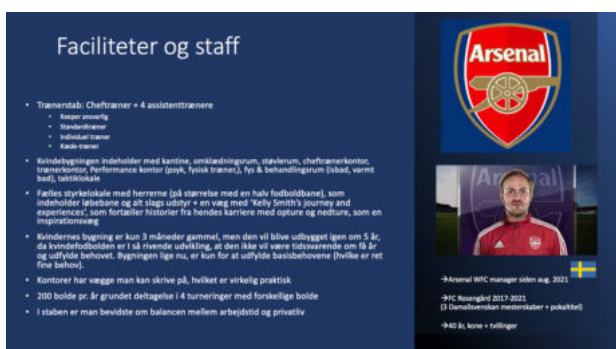 Faciliteter og staff
• Trænerstab: Cheftræner + 4 assistenttrænere
• Keeper ansvarlig
• Standardtræner
• Individuel træner
• Kæde-træner
• Kvindebygningen indeholder med kantine, omklædningsrum, støvlerum, cheftrænerkontor,
trænerkontor, Performance kontor (psyk, fysisk træner,), fys & behandlingsrum (isbad, varmt
bad), taktiklokale
• Fælles styrkelokale med herrerne (på størrelse med en halv fodboldbane), som
indeholder løbebane og alt slags udstyr + en væg med 'Kelly Smith's journey and
experiences', som fortæller historier fra hendes karriere med opture og nedture, som en
inspirationsvæg
• Kvindernes bygning er kun 3 måneder gammel, men den vil blive udbygget igen om 5 år,
da kvindefodbolden er i så rivende udvikling, at den ikke vil være tidssvarende om få år
og udfylde behovet. Bygningen lige nu, er kun for at udfylde basisbehovene (hvilke er ret
fine behov).
• Kontorer har vægge man kan skrive på, hvilket er virkelig praktisk
• 200 bolde pr. år grundet deltagelse i 4 turneringer med forskellige bolde
• I staben er man bevidste om balancen mellem arbejdstid og privatliv
Arsenal
Arsenal
→Arsenal WFC manager siden aug. 2021
→FC Rosengård 2017-2021
(3 Damallsvenskan mesterskaber + pokaltitel)
→40 år, kone + tvillinger